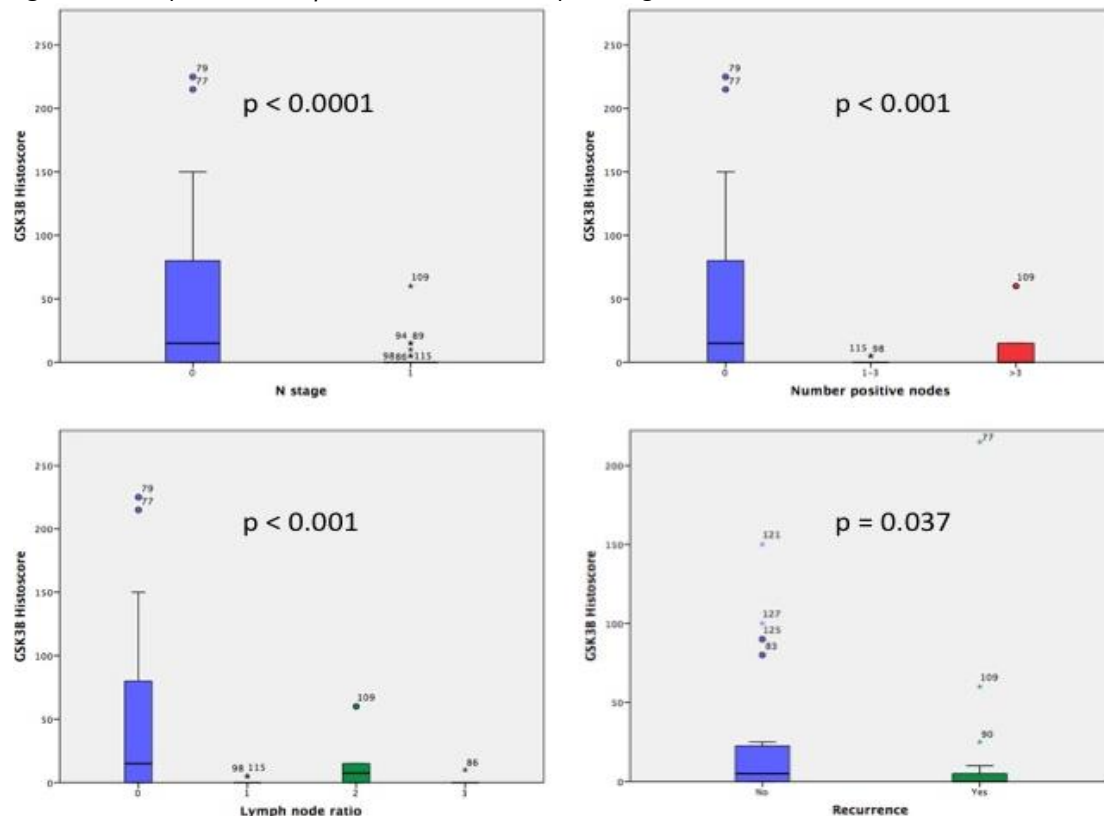 250
200
150
100
50
0
GSK3B Histoscore
79
77
p < 0.0001
109
94 89
98 86 115
0 1
N stage
250
200
150
100
50
0
GSK3B Histoscore
79
77
p < 0.001
115 98
109
0 1-3 >3
Number positive nodes
250
200
150
100
50
0
GSK3B Histoscore
79
77
p < 0.001
98 115
109
86
0 1 2 3
Lymph node ratio
200
150
100
50
0
GSK3B Histoscore
77
p = 0.037
121
127
125
83
109
90
No Yes
Recurrence